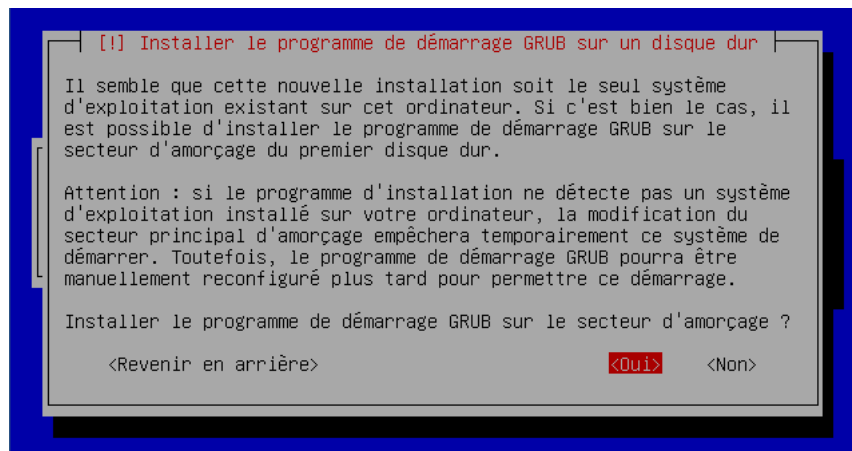 [!] Installer le programme de démarrage GRUB sur un disque dur
Il semble que cette nouvelle installation soit le seul système
d'exploitation existant sur cet ordinateur. Si c'est bien le cas, il
est possible d'installer le programme de démarrage GRUB sur le
secteur d'amorçage du premier disque dur.
Attention : si le programme d'installation ne détecte pas un système
d'exploitation installé sur votre ordinateur, la modification du
secteur principal d'amorçage empêchera temporairement ce système de
démarrer. Toutefois, le programme de démarrage GRUB pourra être
manuellement reconfiguré plus tard pour permettre ce démarrage.
Installer le programme de démarrage GRUB sur le secteur d'amorçage ?
<Revenir en arrière> <Oui> <Non>